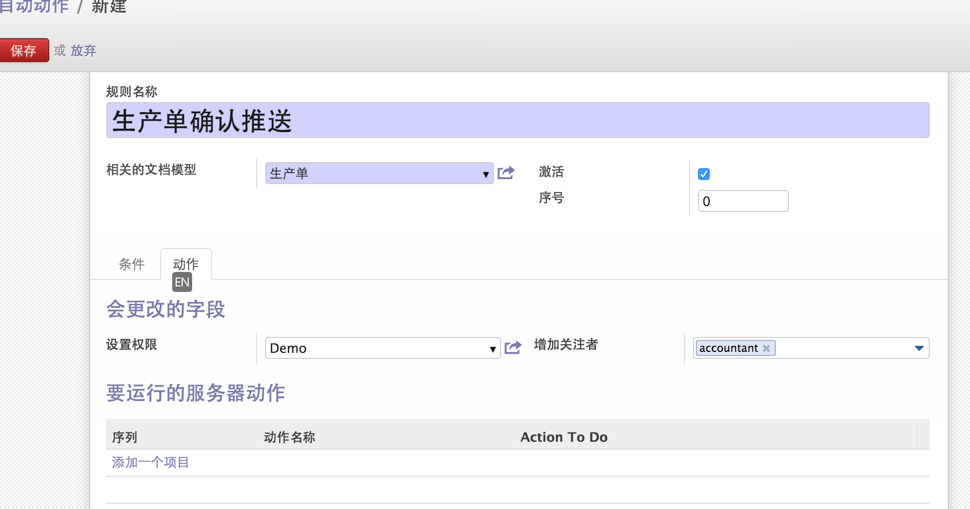 自动动作 / 新建
保存 或 放弃
规则名称
生产单确认推送
相关的文档模型 生产单 激活
序号 0
条件 动作
EN
会更改的字段
设置权限 Demo 增加关注者 accountant ×
要运行的服务器动作
序列 动作名称 Action To Do
添加一个项目